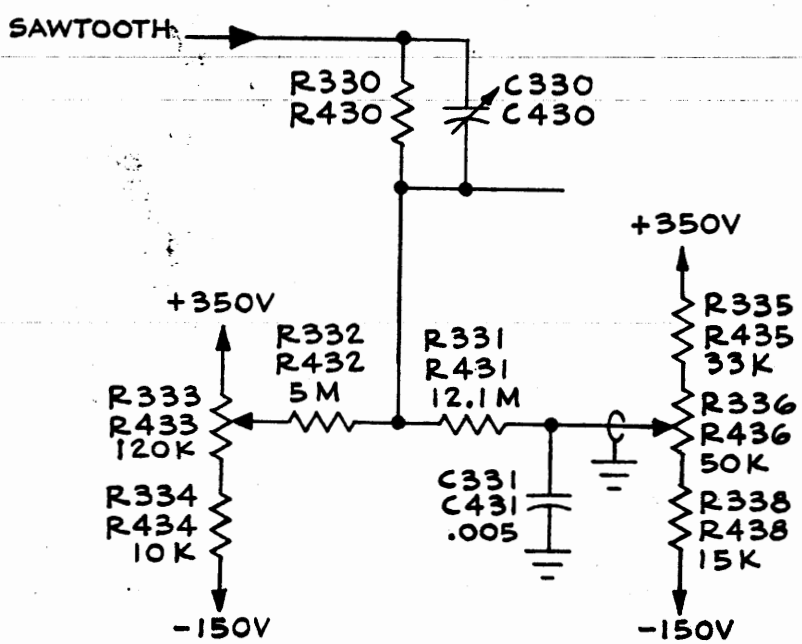 SAWTOOTH
R330
R430
C330
C430
+350V
+350V
R335
R435
33K
R332
R432
5M
R331
R431
12.1M
R333
R433
120K
R336
R436
50K
R334
R434
10K
C331
C431
.005
R338
R438
15K
-150V
-150V